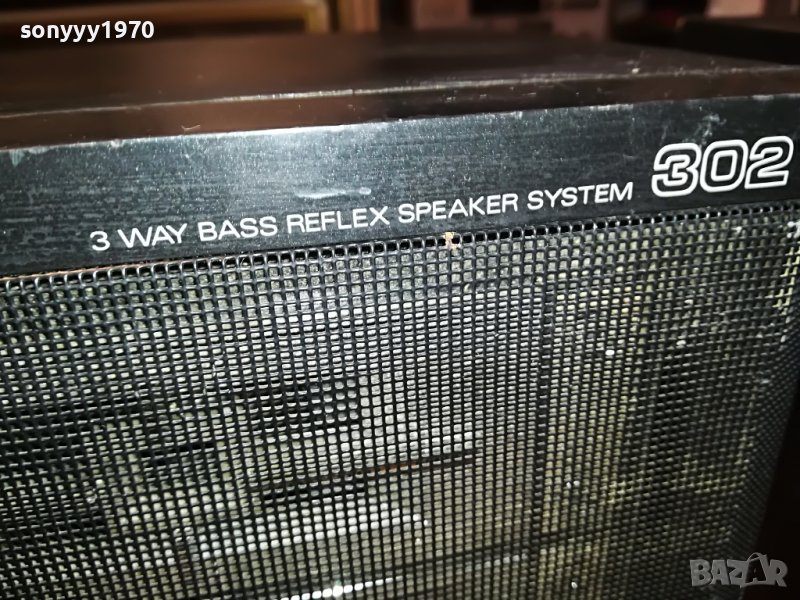 sonyyy1970
3 WAY BASS REFLEX SPEAKER SYSTEM 302
BAZAR